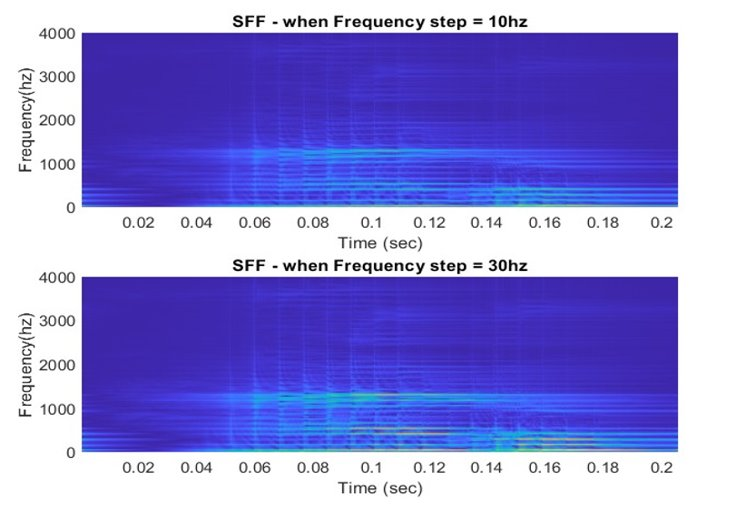 SFF - when Frequency step = 10hz
4000
3000
2000
1000
0
Frequency(hz)
0.02 0.04 0.06 0.08 0.1 0.12 0.14 0.16 0.18 0.2
Time (sec)
SFF - when Frequency step = 30hz
4000
3000
2000
1000
0
Frequency(hz)
0.02 0.04 0.06 0.08 0.1 0.12 0.14 0.16 0.18 0.2
Time (sec)